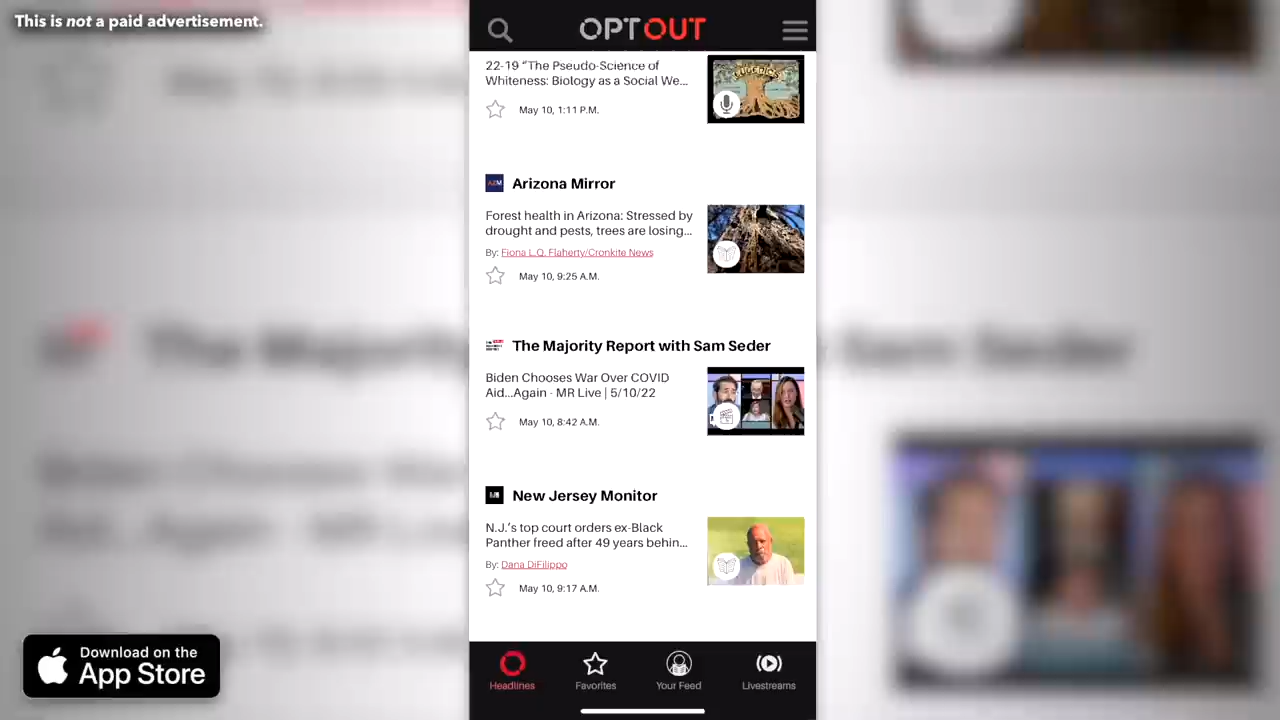 This is not a paid advertisement.
OPTOUT
22-19 “The Pseudo-Science of
Whiteness: Biology as a Social We...
May 10, 1:11 P.M.
Arizona Mirror
Forest health in Arizona: Stressed by
drought and pests, trees are losing...
By: Fiona L.Q. Flaherty/Cronkite News
May 10, 9:25 A.M.
The Majority Report with Sam Seder
Biden Chooses War Over COVID
Aid...Again - MR Live | 5/10/22
May 10, 8:42 A.M.
New Jersey Monitor
N.J.’s top court orders ex-Black
Panther freed after 49 years behin...
By: Dana DiFilippo
May 10, 9:17 A.M.
Download on the
App Store
Headlines
Favorites
Your Feed
Livestreams